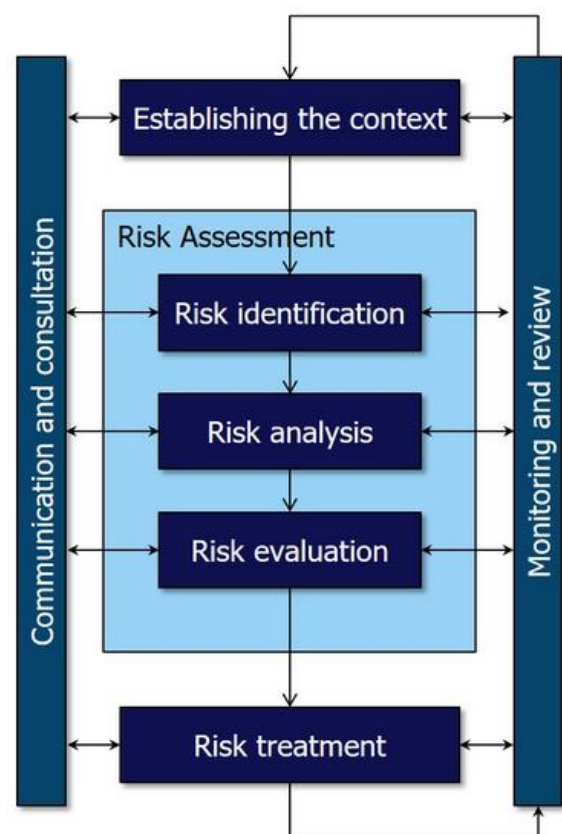 Establishing the context
Risk Assessment
Risk identification
Risk analysis
Risk evaluation
Risk treatment
Communication and consultation
Monitoring and review